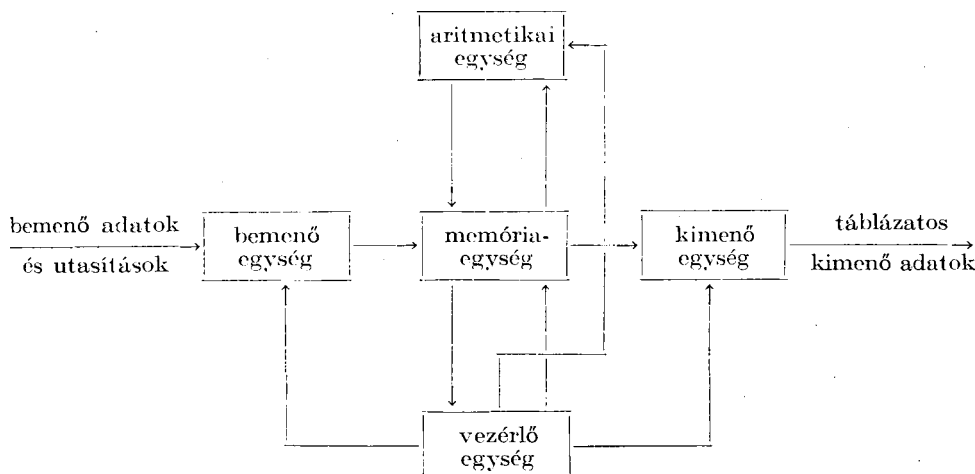 aritmetikai
egység
bemenő adatok
és utasítások
bemenő
egység
memória-
egység
kimenő
egység
táblázatos
kimenő adatok
vezérlő
egység